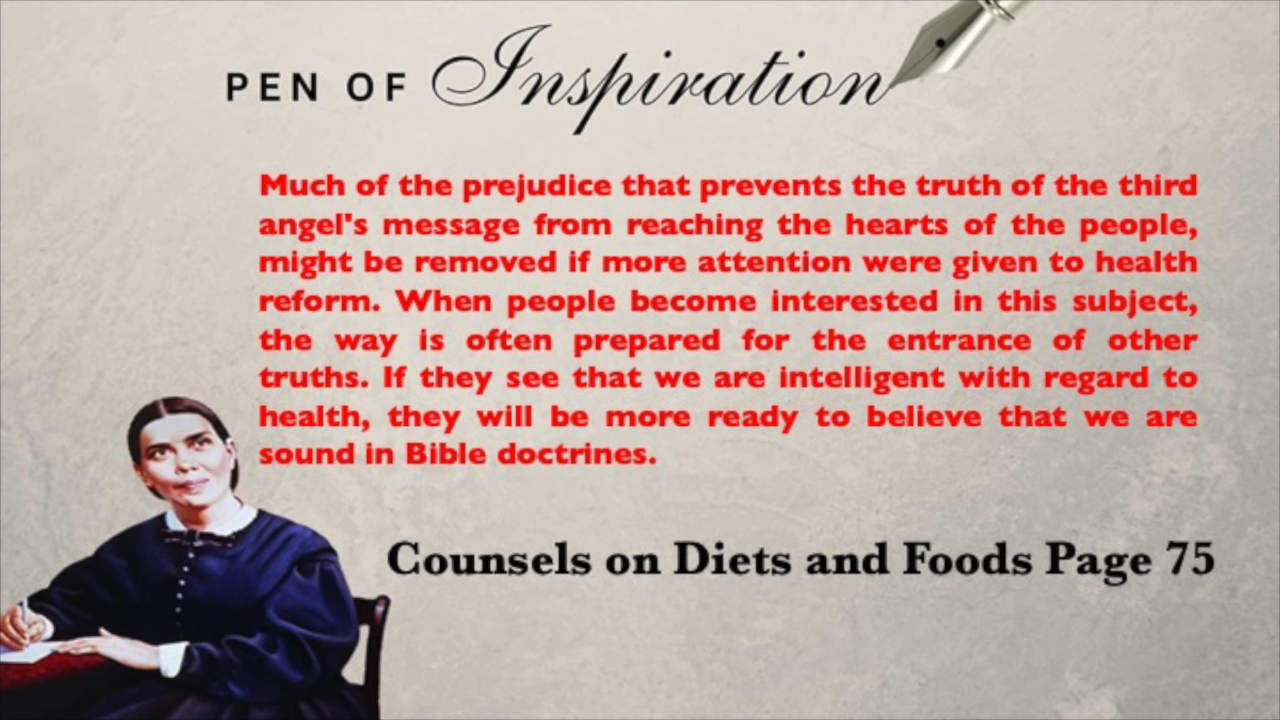 PEN OF Inspiration
Much of the prejudice that prevents the truth of the third
angel's message from reaching the hearts of the people,
might be removed if more attention were given to health
reform. When people become interested in this subject,
the way is often prepared for the entrance of other
truths. If they see that we are intelligent with regard to
health, they will be more ready to believe that we are
sound in Bible doctrines.
Counsels on Diets and Foods Page 75